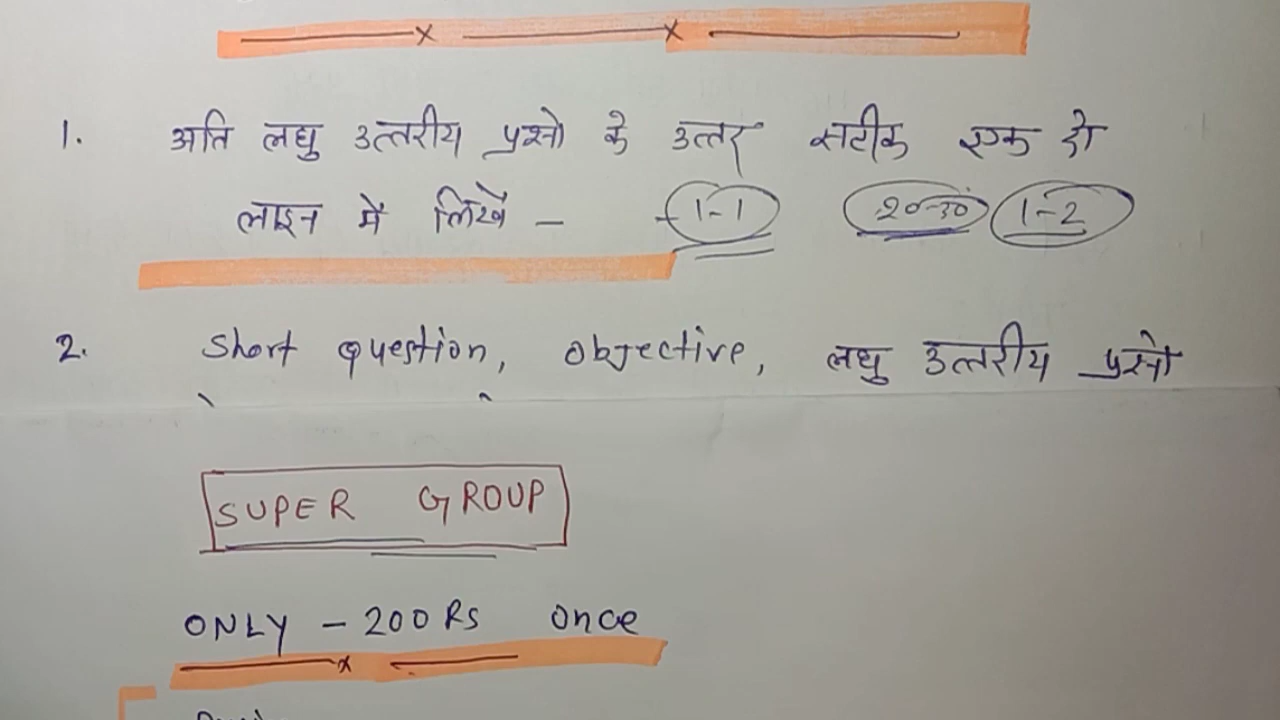 1. अति लघु उत्तरीय प्रश्नो के उत्तर सटीक एक दो
लाइन में लिखें – 1-1 20-30 1-2
2. Short question, objective, लघु उत्तरीय प्रश्नो
SUPER GROUP
ONLY – 200 Rs once